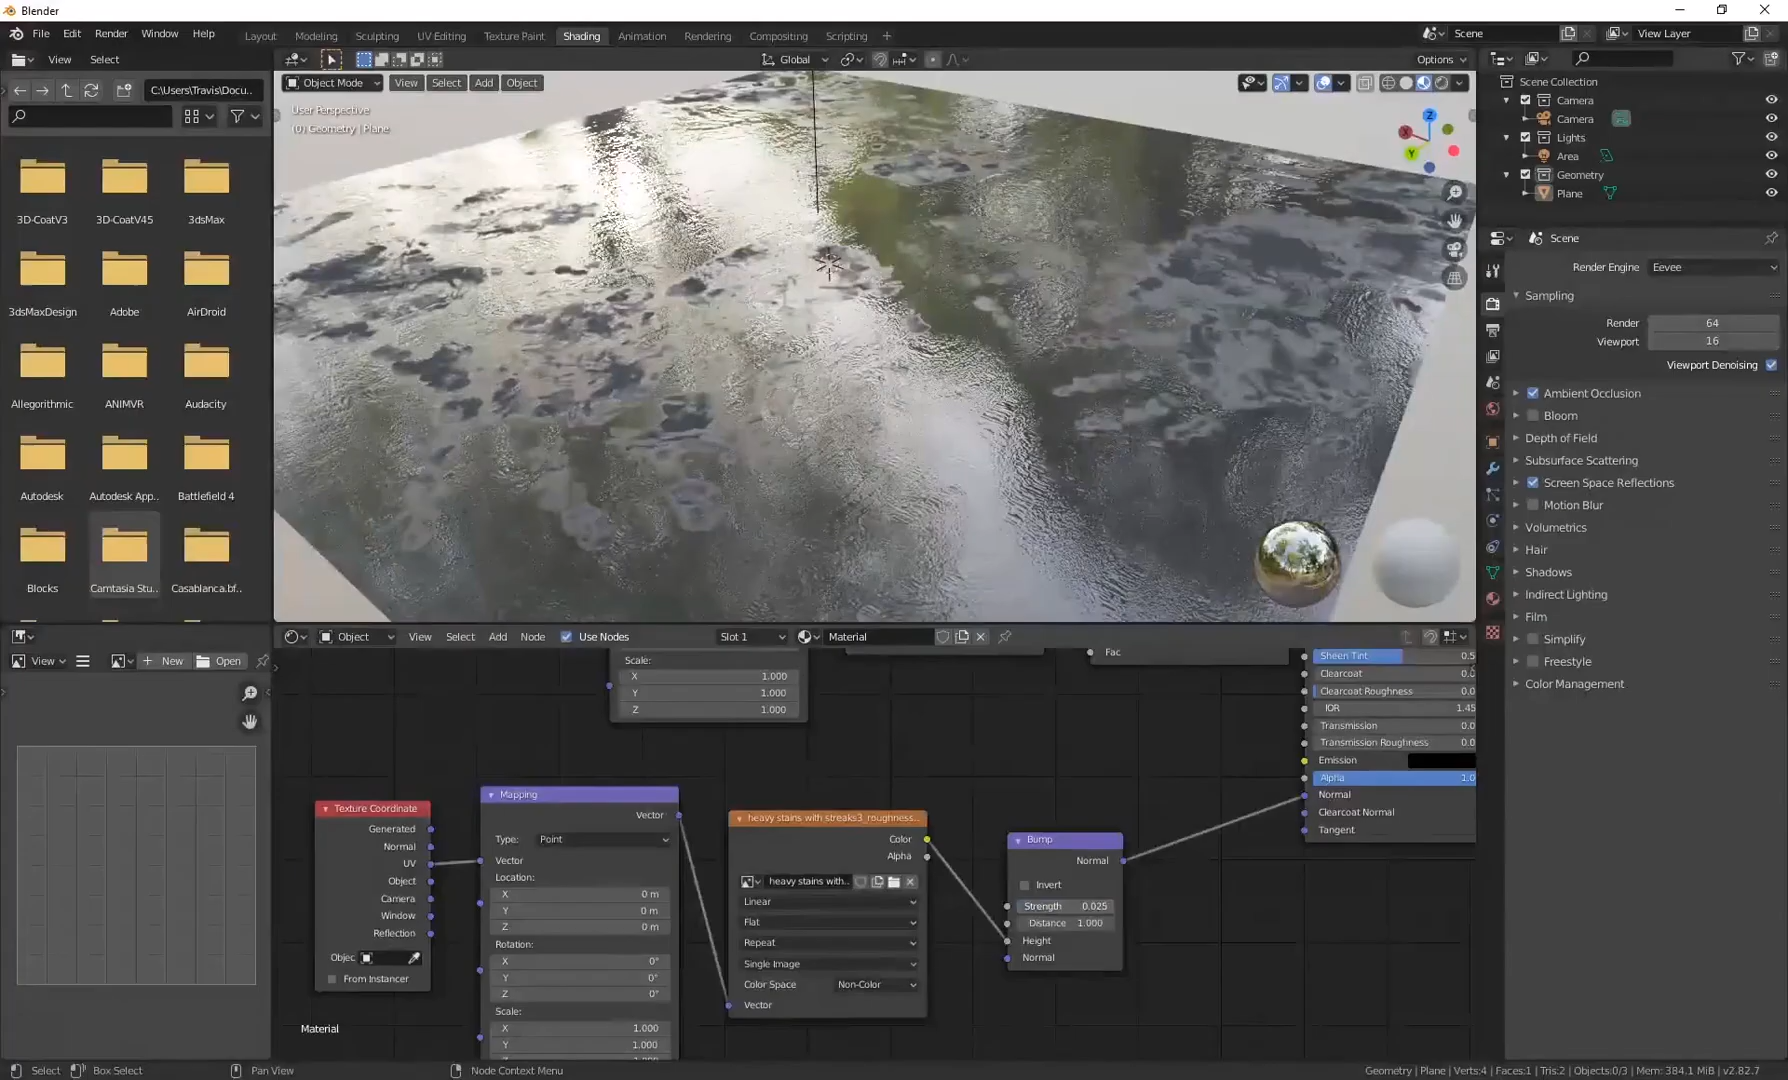 Blender
File Edit Render Window Help
Layout Modeling Sculpting UV Editing Texture Paint Shading Animation Rendering Compositing Scripting +
Scene
View Layer
View Select
Global
Options
C:\Users\Travis\Docu..
Object Mode View Select Add Object
User Perspective
(0) Geometry | Plane
X
Y
Z
3D-CoatV3
3D-CoatV45
3dsMax
3dsMaxDesign
Adobe
AirDroid
Allegorithmic
ANIMVR
Audacity
Autodesk
Autodesk App..
Battlefield 4
Blocks
Camtasia Stu..
Casablanca.bf..
Scene Collection
Camera
Camera
Lights
Area
Geometry
Plane
Scene
Render Engine Eevee
Sampling
Render 64
Viewport 16
Viewport Denoising
Ambient Occlusion
Bloom
Depth of Field
Subsurface Scattering
Screen Space Reflections
Motion Blur
Volumetrics
Hair
Shadows
Indirect Lighting
Film
Simplify
Freestyle
Color Management
View
New
Open
Object View Select Add Node Use Nodes Slot 1 Material
Scale:
X 1.000
Y 1.000
Z 1.000
Fac
Sheen Tint 0.5
Clearcoat 0.0
Clearcoat Roughness 0.0
IOR 1.45
Transmission 0.0
Transmission Roughness 0.0
Emission
Alpha 1.0
Normal
Clearcoat Normal
Tangent
Texture Coordinate
Generated
Normal
UV
Object
Camera
Window
Reflection
Objec
From Instancer
Mapping
Vector
Type: Point
Vector
Location:
X 0 m
Y 0 m
Z 0 m
Rotation:
X 0°
Y 0°
Z 0°
Scale:
X 1.000
Y 1.000
heavy stains with streaks3_roughness...
Color
Alpha
heavy stains with..
Linear
Flat
Repeat
Single Image
Color Space Non-Color
Vector
Bump
Normal
Invert
Strength 0.025
Distance 1.000
Height
Normal
Material
Select Box Select Pan View Node Context Menu
Geometry | Plane | Verts:4 | Faces:1 | Tris:2 | Objects:0/3 | Mem: 384.1 MiB | v2.82.7